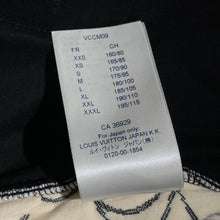 VCCM09
FR CH
XXS 160/80
XS 165/85
S 170/80
M 175/95
L 180/100
XL 185/105
XXL 190/110
XXXL 195/115
CA 36929
For Japan only:
LOUIS VUITTON JAPAN K.K.
ルイ・ヴィトン ジャパン(株)
0120-00-1854